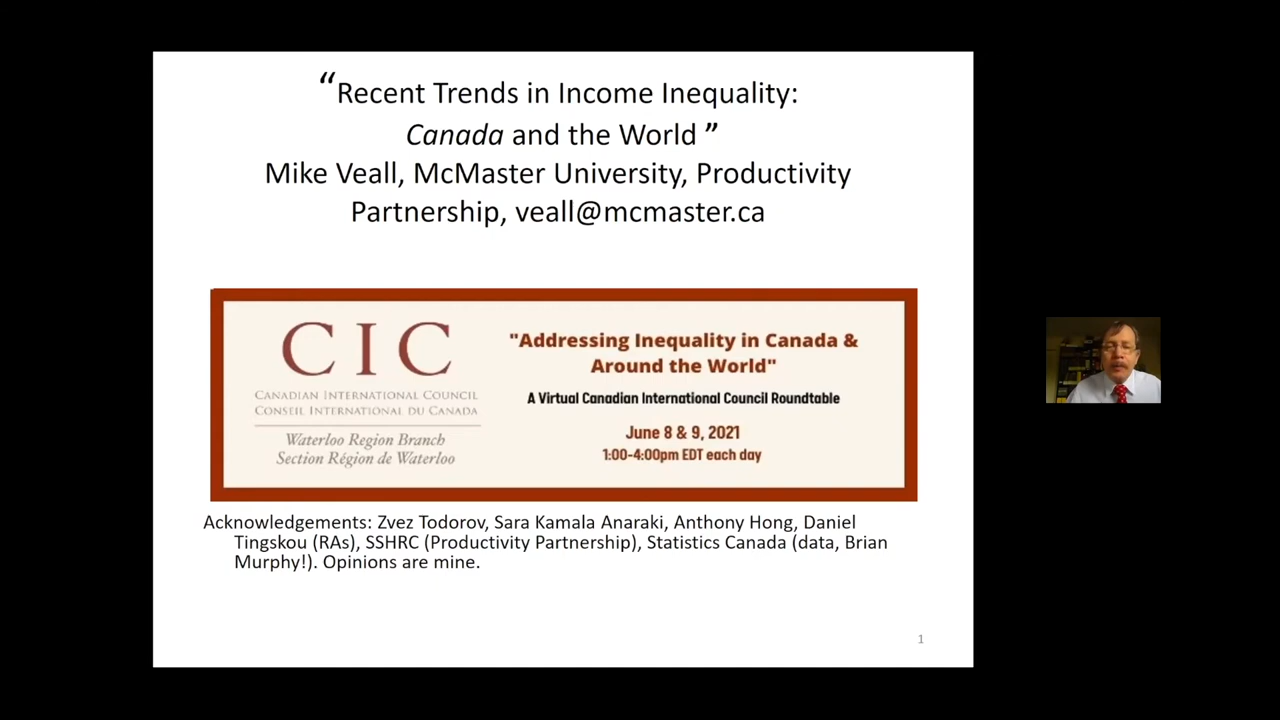 “Recent Trends in Income Inequality:
Canada and the World ”
Mike Veall, McMaster University, Productivity
Partnership, veall@mcmaster.ca
CIC
CANADIAN INTERNATIONAL COUNCIL
CONSEIL INTERNATIONAL DU CANADA
Waterloo Region Branch
Section Région de Waterloo
"Addressing Inequality in Canada &
Around the World"
A Virtual Canadian International Council Roundtable
June 8 & 9, 2021
1:00-4:00pm EDT each day
Acknowledgements: Zvez Todorov, Sara Kamala Anaraki, Anthony Hong, Daniel
Tingskou (RAs), SSHRC (Productivity Partnership), Statistics Canada (data, Brian
Murphy!). Opinions are mine.
1